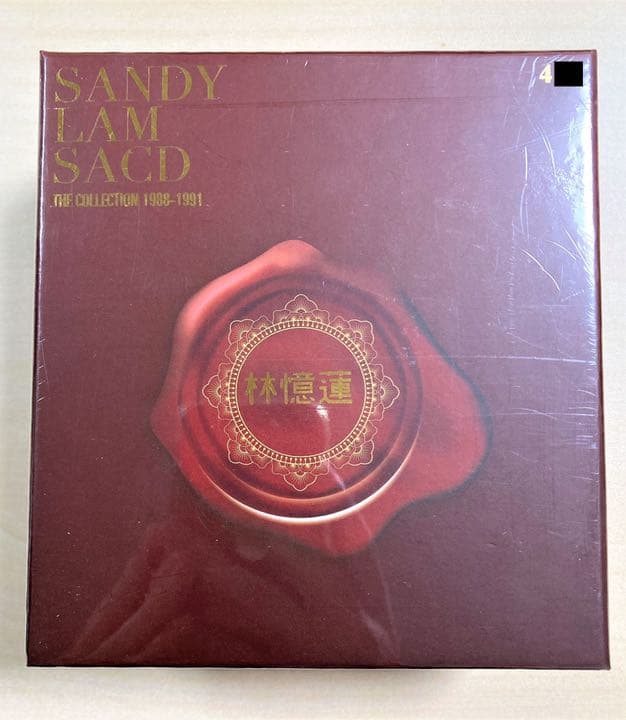 SANDY
LAM
SACD
THE COLLECTION 1988-1991
4
林憶蓮